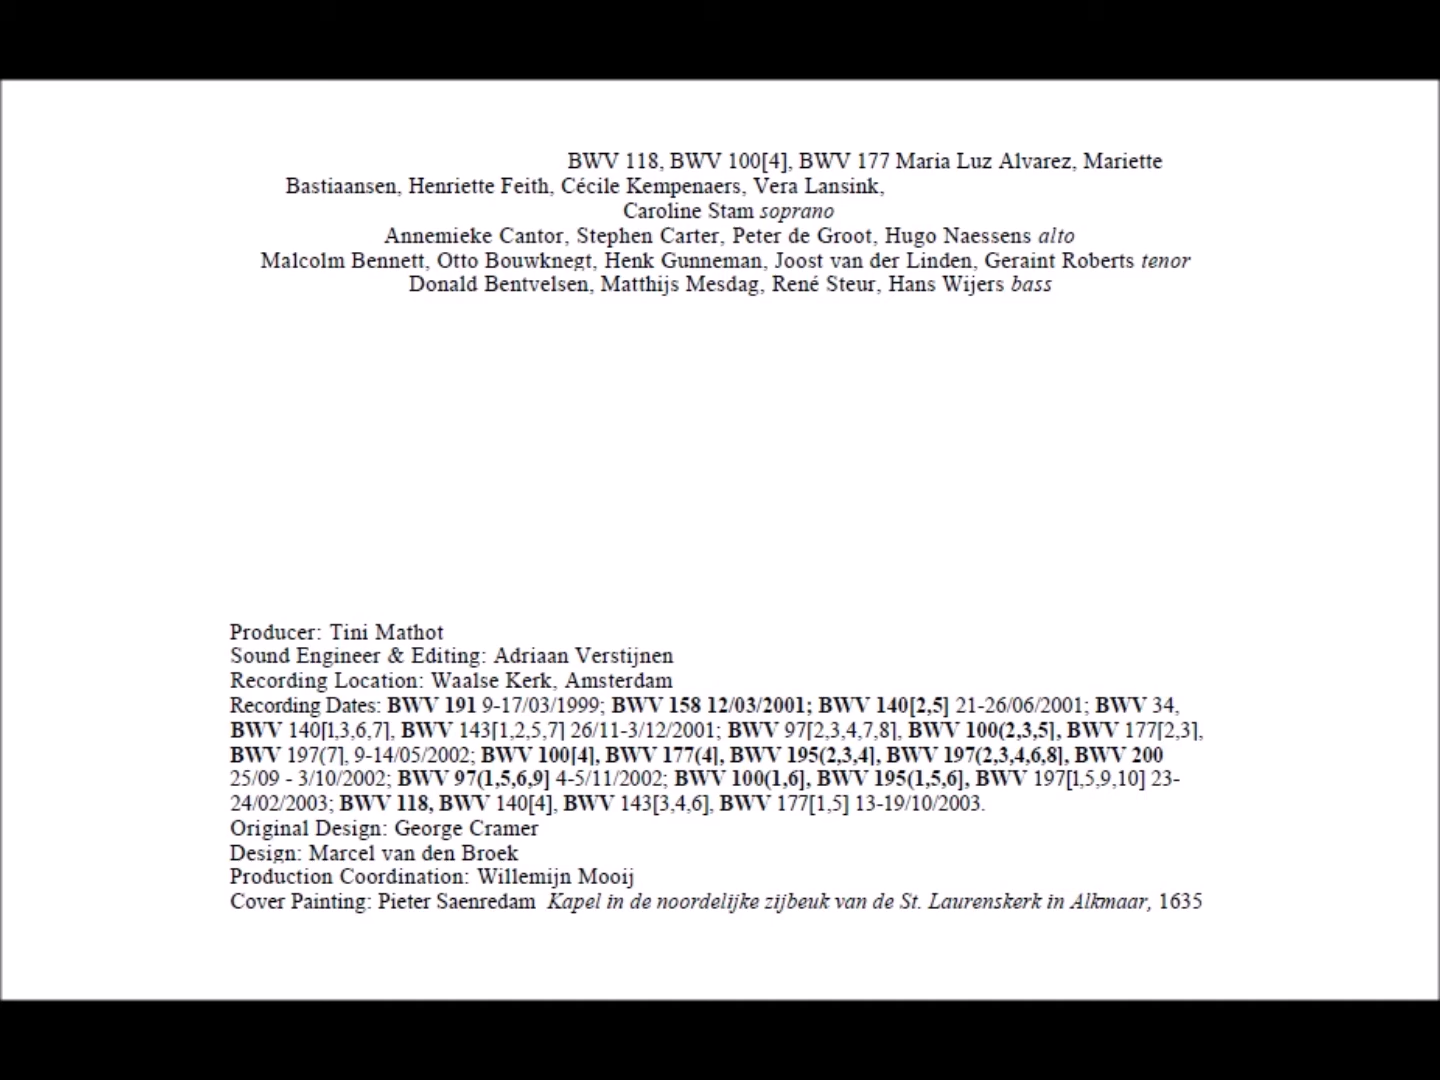 BWV 118, BWV 100[4], BWV 177 Maria Luz Alvarez, Mariette
Bastiaansen, Henriette Feith, Cécile Kempenaers, Vera Lansink,
Caroline Stam soprano
Annemieke Cantor, Stephen Carter, Peter de Groot, Hugo Naessens alto
Malcolm Bennett, Otto Bouwknegt, Henk Gunneman, Joost van der Linden, Geraint Roberts tenor
Donald Bentvelsen, Matthijs Mesdag, René Steur, Hans Wijers bass
Producer: Tini Mathot
Sound Engineer & Editing: Adriaan Verstijnen
Recording Location: Waalse Kerk, Amsterdam
Recording Dates: BWV 191 9-17/03/1999; BWV 158 12/03/2001; BWV 140[2,5] 21-26/06/2001; BWV 34,
BWV 140[1,3,6,7], BWV 143[1,2,5,7] 26/11-3/12/2001; BWV 97[2,3,4,7,8], BWV 100(2,3,5], BWV 177[2,3],
BWV 197(7], 9-14/05/2002; BWV 100[4], BWV 177(4], BWV 195(2,3,4], BWV 197(2,3,4,6,8], BWV 200
25/09 - 3/10/2002; BWV 97(1,5,6,9] 4-5/11/2002; BWV 100(1,6], BWV 195(1,5,6], BWV 197[1,5,9,10] 23-
24/02/2003; BWV 118, BWV 140[4], BWV 143[3,4,6], BWV 177[1,5] 13-19/10/2003.
Original Design: George Cramer
Design: Marcel van den Broek
Production Coordination: Willemijn Mooij
Cover Painting: Pieter Saenredam Kapel in de noordelijke zijbeuk van de St. Laurenskerk in Alkmaar, 1635